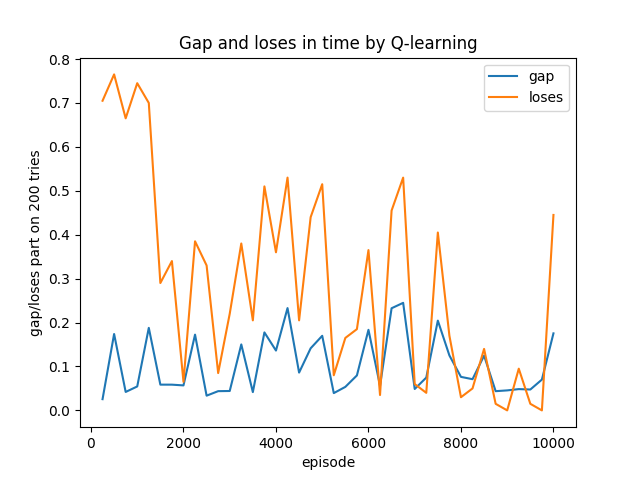 Gap and loses in time by Q-learning
gap
loses
gap/loses part on 200 tries
0.8
0.7
0.6
0.5
0.4
0.3
0.2
0.1
0.0
0 2000 4000 6000 8000 10000
episode